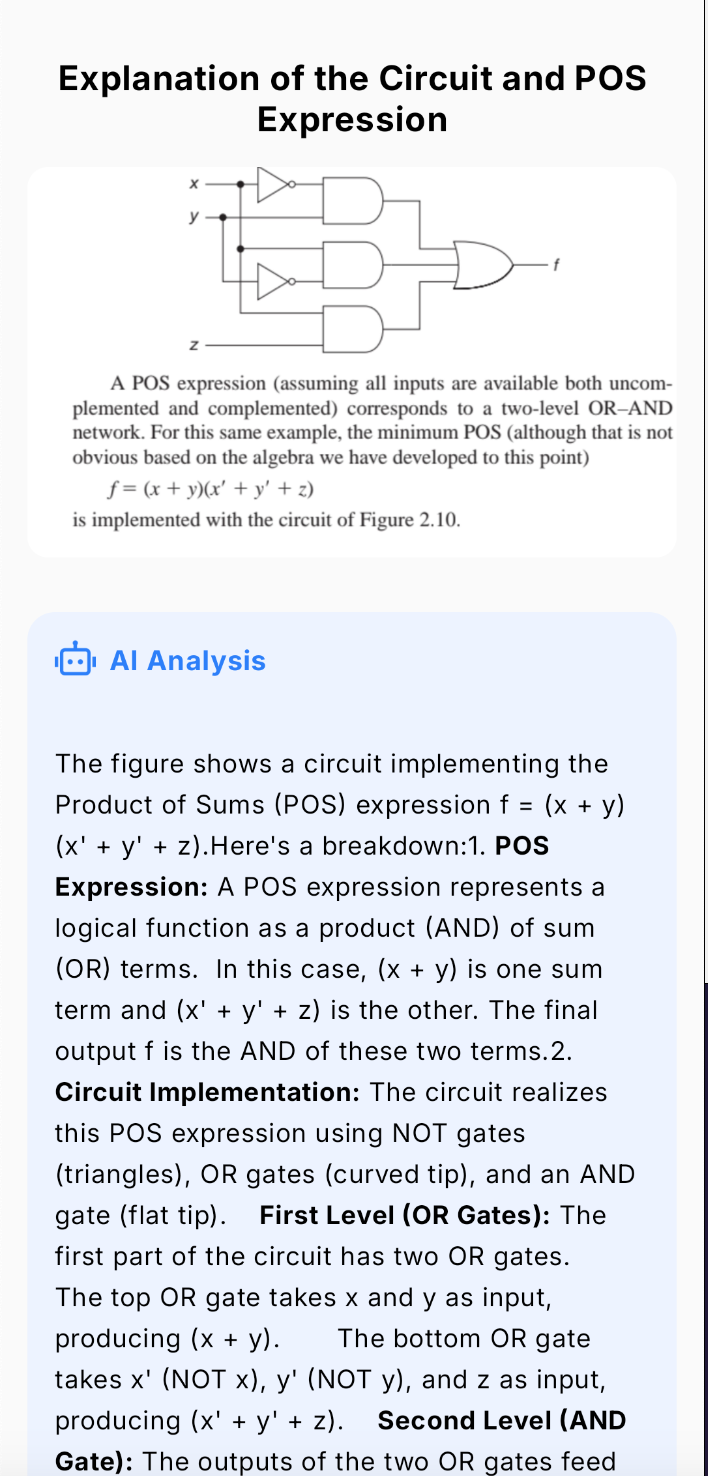 Explanation of the Circuit and POS
Expression
x
y
f
z
A POS expression (assuming all inputs are available both uncom-
plemented and complemented) corresponds to a two-level OR–AND
network. For this same example, the minimum POS (although that is not
obvious based on the algebra we have developed to this point)
f = (x + y)(x′ + y′ + z)
is implemented with the circuit of Figure 2.10.
AI Analysis
The figure shows a circuit implementing the
Product of Sums (POS) expression f = (x + y)
(x' + y' + z).Here's a breakdown:1. POS
Expression: A POS expression represents a
logical function as a product (AND) of sum
(OR) terms.  In this case, (x + y) is one sum
term and (x' + y' + z) is the other. The final
output f is the AND of these two terms.2.
Circuit Implementation: The circuit realizes
this POS expression using NOT gates
(triangles), OR gates (curved tip), and an AND
gate (flat tip).    First Level (OR Gates): The
first part of the circuit has two OR gates.
The top OR gate takes x and y as input,
producing (x + y).       The bottom OR gate
takes x' (NOT x), y' (NOT y), and z as input,
producing (x' + y' + z).    Second Level (AND
Gate): The outputs of the two OR gates feed